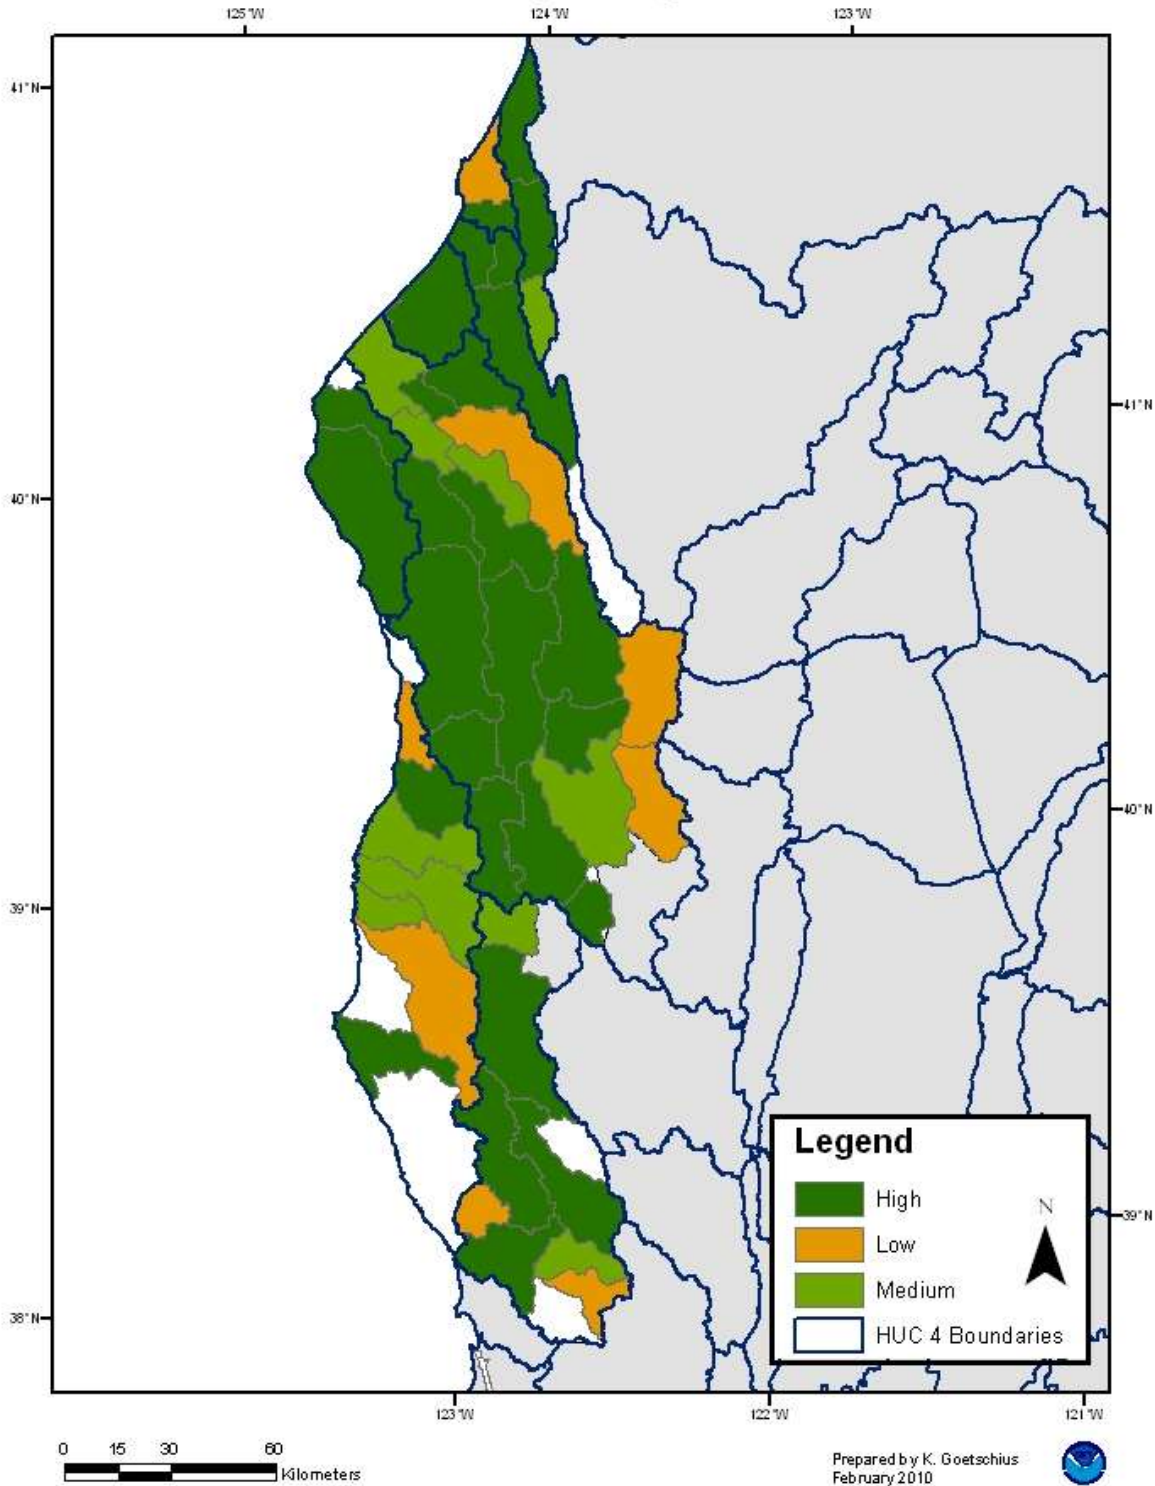 125°W 124°W 123°W
41°N
41°N
40°N
40°N
39°N
Legend
High
N
Low
39°N
Medium
38°N
HUC 4 Boundaries
123°W 122°W 121°W
0 15 30 60
Kilometers
Prepared by K. Goetschius
February 2010